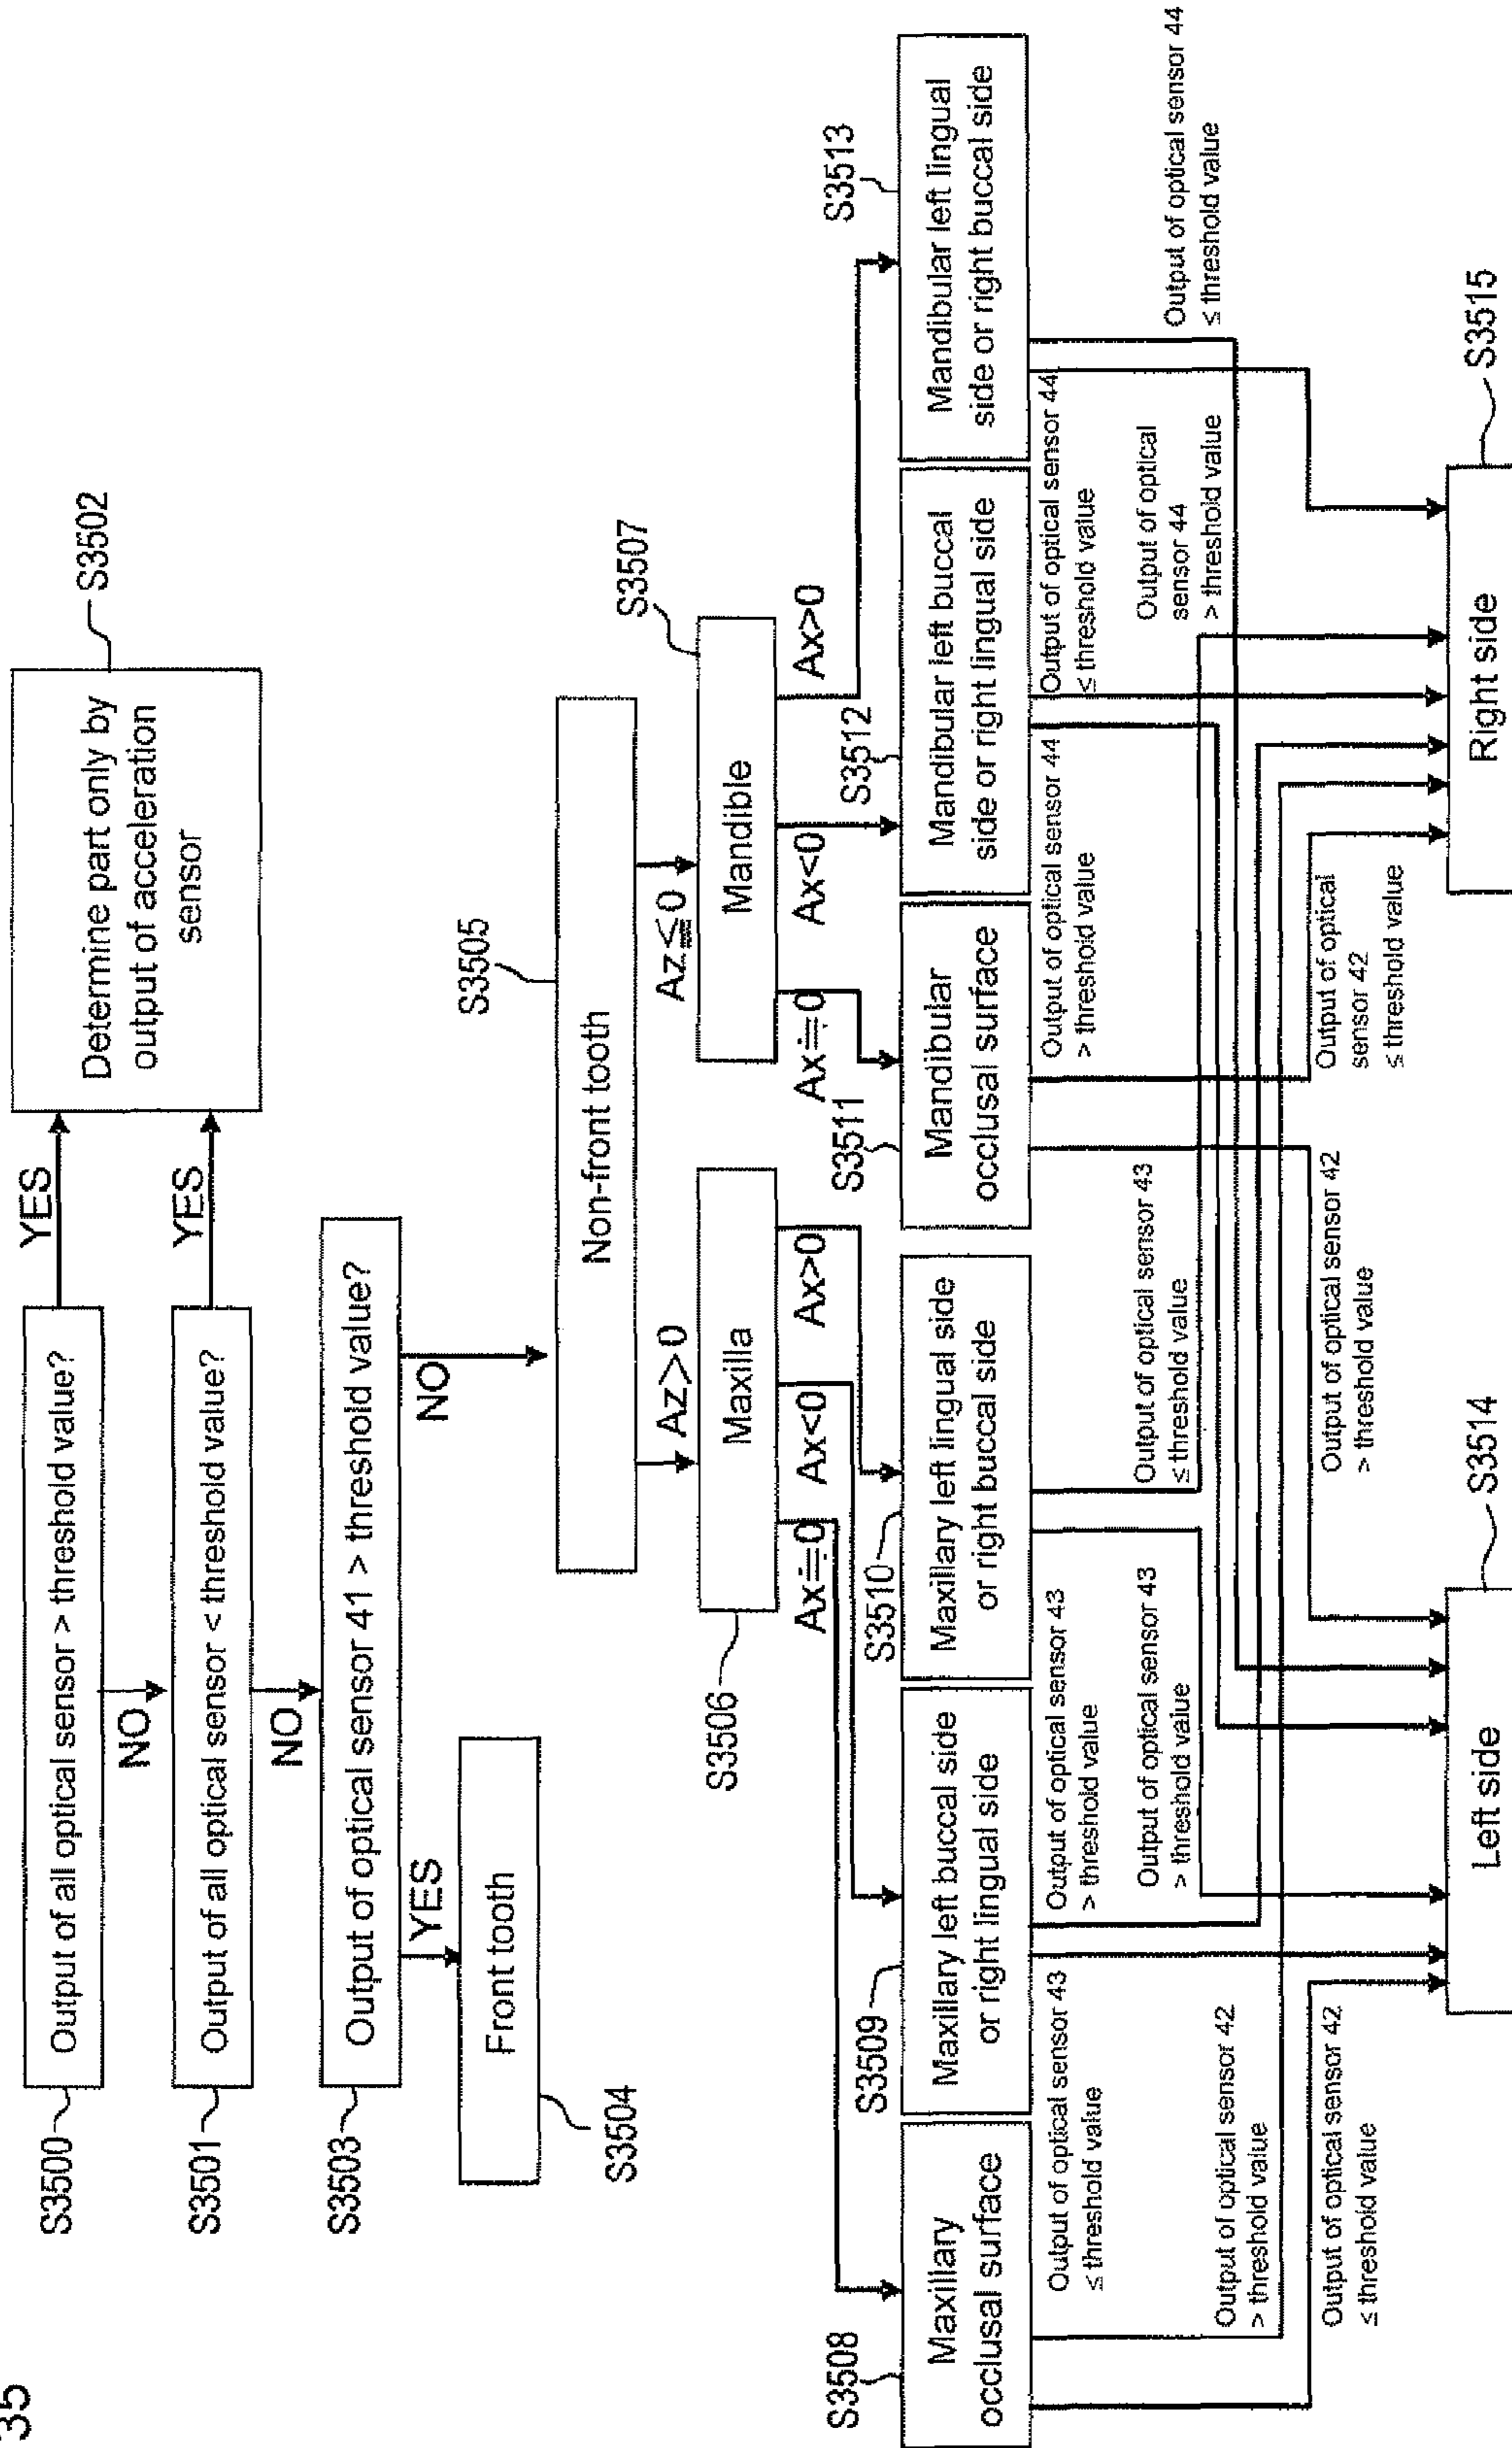 35
S3500
Output of all optical sensor > threshold value?
YES
NO
S3502
Determine part only by
output of acceleration
sensor
S3501
Output of all optical sensor < threshold value?
YES
NO
S3503
Output of optical sensor 41 > threshold value?
YES
NO
Front tooth
S3504
S3505
Non-front tooth
Az>0
Az≦0
S3506
Maxilla
S3507
Mandible
Ax≒0
Ax<0
Ax>0
Ax≒0
Ax<0
Ax>0
S3508
Maxillary
occlusal surface
S3509
Maxillary left buccal side
or right lingual side
S3510
Maxillary left lingual side
or right buccal side
S3511
Mandibular
occlusal surface
S3512
Mandibular left buccal
side or right lingual side
S3513
Mandibular left lingual
side or right buccal side
Output of optical sensor 43
≤ threshold value
Output of optical sensor 43
> threshold value
Output of optical sensor 44
> threshold value
Output of optical sensor 44
≤ threshold value
Output of optical sensor 43
> threshold value
Output of optical sensor 43
≤ threshold value
Output of optical
sensor 44
> threshold value
Output of optical sensor 44
≤ threshold value
Output of optical sensor 42
> threshold value
Output of optical sensor 42
≤ threshold value
Output of optical sensor 42
> threshold value
Output of optical
sensor 42
≤ threshold value
Left side
S3514
Right side
S3515